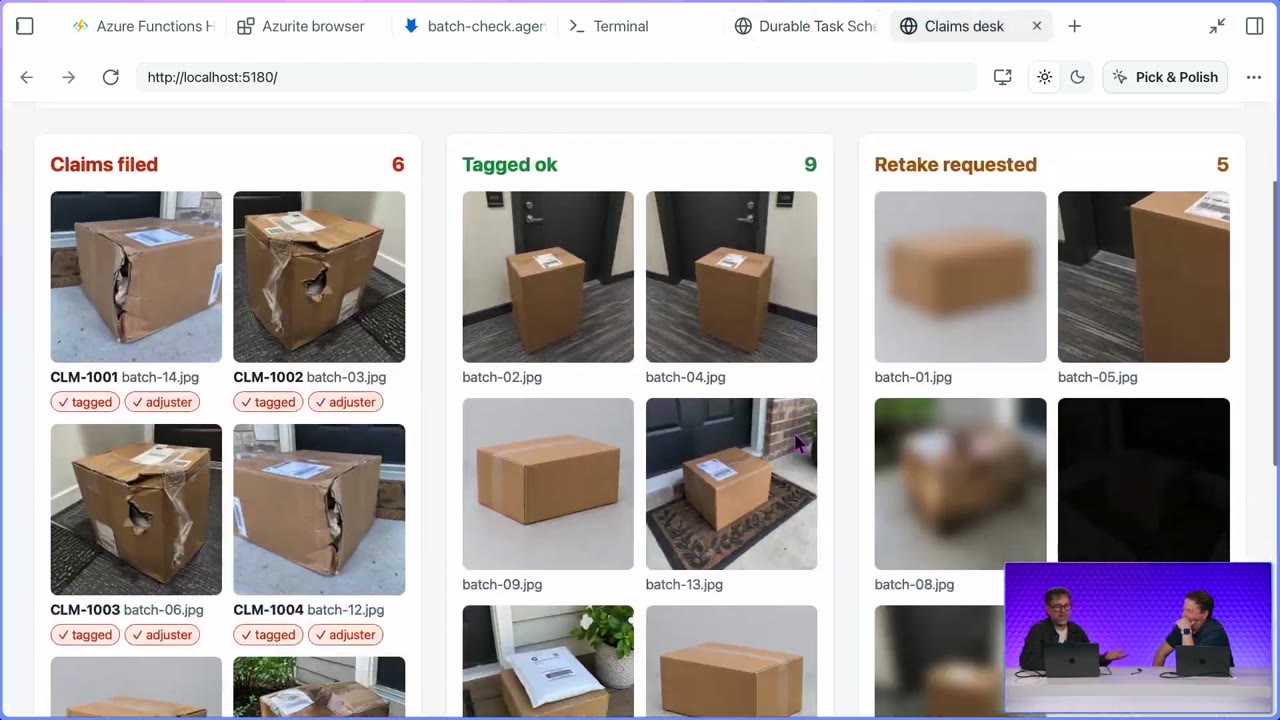 Azure Functions H
Azurite browser
batch-check.agen
Terminal
Durable Task Sche
Claims desk
http://localhost:5180/
Pick & Polish
Claims filed 6
CLM-1001 batch-14.jpg
CLM-1002 batch-03.jpg
✓ tagged ✓ adjuster
✓ tagged ✓ adjuster
CLM-1003 batch-06.jpg
CLM-1004 batch-12.jpg
✓ tagged ✓ adjuster
✓ tagged ✓ adjuster
Tagged ok 9
batch-02.jpg
batch-04.jpg
batch-09.jpg
batch-13.jpg
Retake requested 5
batch-01.jpg
batch-05.jpg
batch-08.jpg